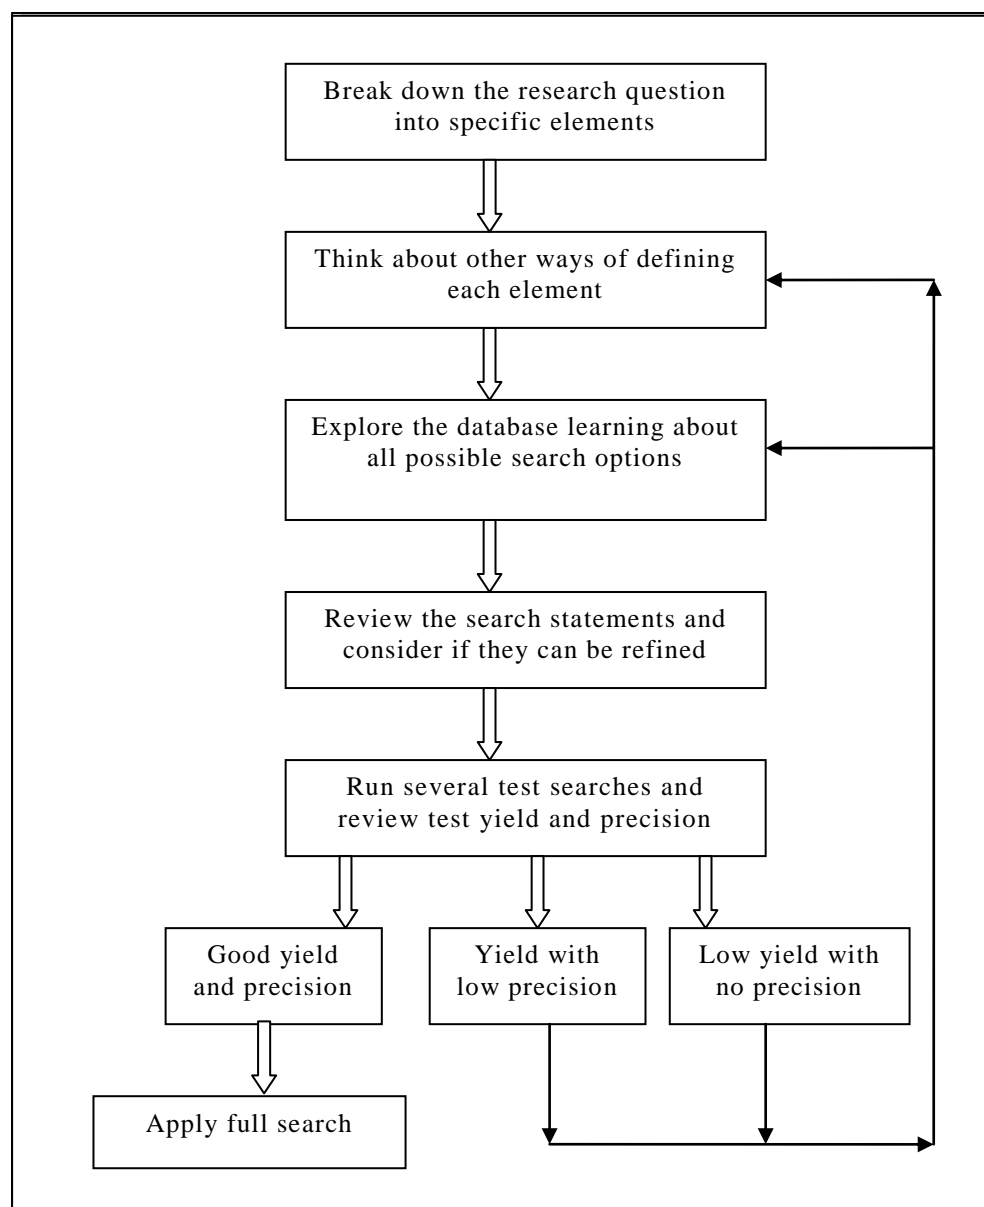 Break down the research question
into specific elements
Think about other ways of defining
each element
Explore the database learning about
all possible search options
Review the search statements and
consider if they can be refined
Run several test searches and
review test yield and precision
Good yield
and precision
Yield with
low precision
Low yield with
no precision
Apply full search